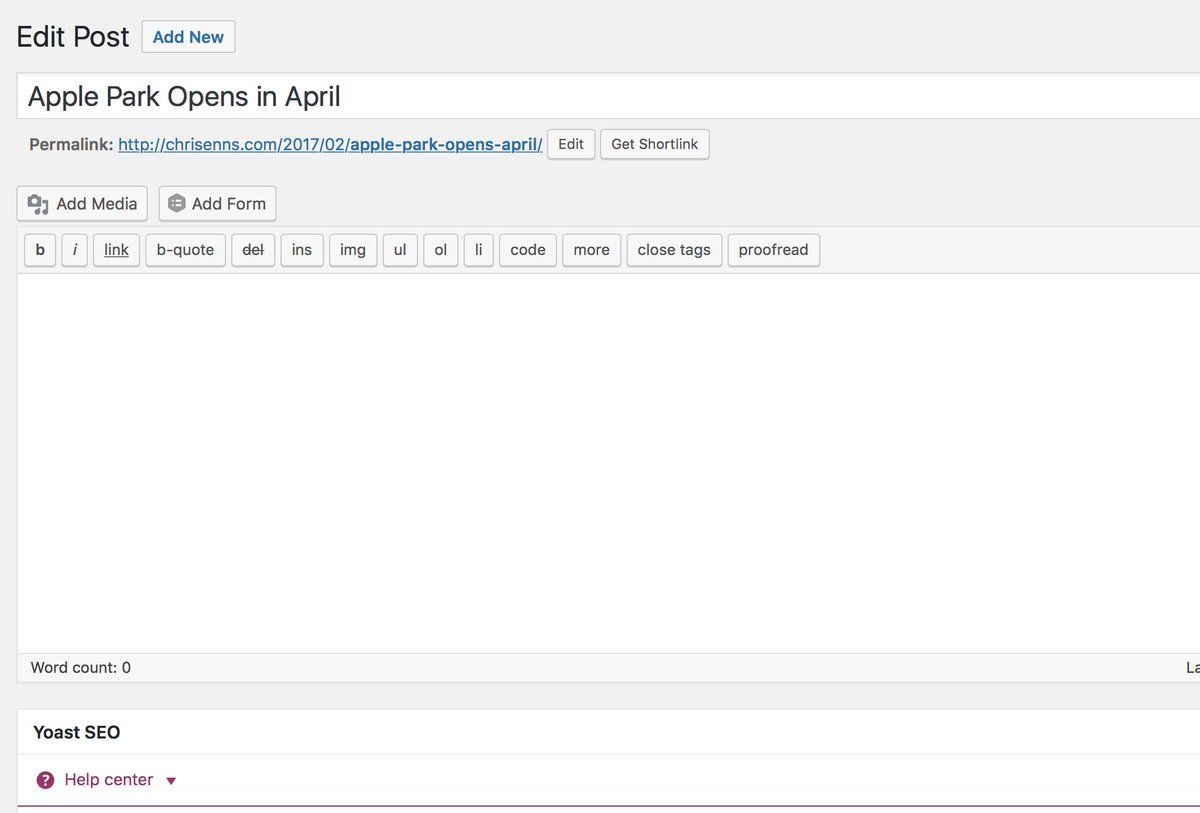 Edit Post Add New
Apple Park Opens in April
Permalink: http://chrisenns.com/2017/02/apple-park-opens-april/ Edit Get Shortlink
Add Media Add Form
b i link b-quote del ins img ul ol li code more close tags proofread
Word count: 0
Yoast SEO
? Help center